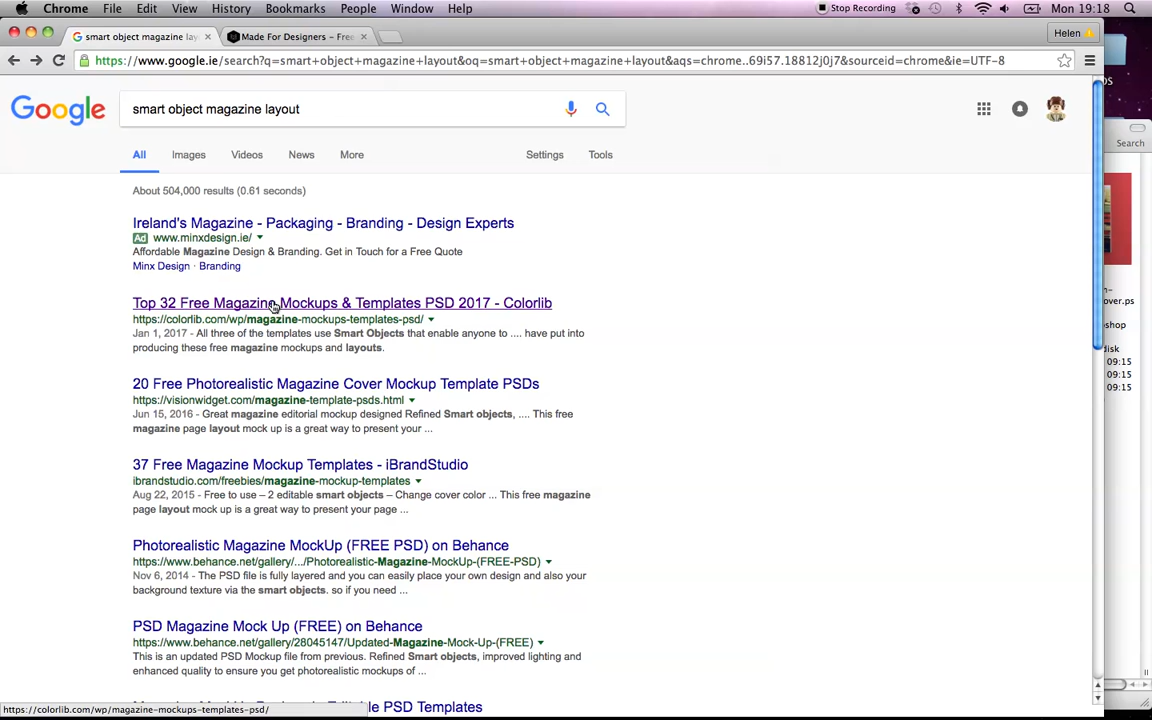 Chrome File Edit View History Bookmarks People Window Help Stop Recording Mon 19:18
smart object magazine lay Made For Designers - Free Helen
https://www.google.ie/search?q=smart+object+magazine+layout&oq=smart+object+magazine+layout&aqs=chrome..69i57.18812j0j7&sourceid=chrome&ie=UTF-8
Google smart object magazine layout
Search
All Images Videos News More Settings Tools
About 504,000 results (0.61 seconds)
Ireland's Magazine - Packaging - Branding - Design Experts
Ad www.minxdesign.ie/
Affordable Magazine Design & Branding. Get in Touch for a Free Quote
Minx Design · Branding
Top 32 Free Magazine Mockups & Templates PSD 2017 - Colorlib
https://colorlib.com/wp/magazine-mockups-templates-psd/
Jan 1, 2017 - All three of the templates use Smart Objects that enable anyone to .... have put into
producing these free magazine mockups and layouts.
20 Free Photorealistic Magazine Cover Mockup Template PSDs
https://visionwidget.com/magazine-template-psds.html
Jun 15, 2016 - Great magazine editorial mockup designed Refined Smart objects, .... This free
magazine page layout mock up is a great way to present your ...
37 Free Magazine Mockup Templates - iBrandStudio
ibrandstudio.com/freebies/magazine-mockup-templates
Aug 22, 2015 - Free to use – 2 editable smart objects – Change cover color ... This free magazine
page layout mock up is a great way to present your page ...
Photorealistic Magazine MockUp (FREE PSD) on Behance
https://www.behance.net/gallery/.../Photorealistic-Magazine-MockUp-(FREE-PSD)
Nov 6, 2014 - The PSD file is fully layered and you can easily place your own design and also your
background texture via the smart objects. so if you need ...
PSD Magazine Mock Up (FREE) on Behance
https://www.behance.net/gallery/28045147/Updated-Magazine-Mock-Up-(FREE)
This is an updated PSD Mockup file from previous. Refined Smart objects, improved lighting and
enhanced quality to ensure you get photorealistic mockups of ...
Editable PSD Templates
https://colorlib.com/wp/magazine-mockups-templates-psd/
over.ps
shop
disk
09:15
09:15
09:15